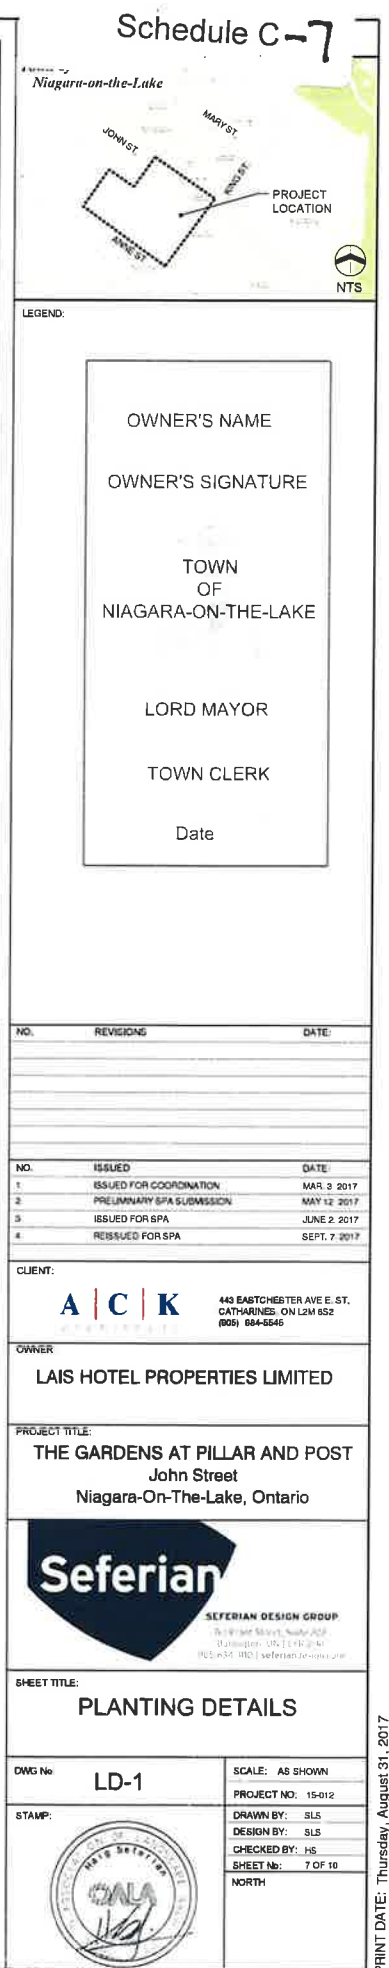 Schedule C-7
Niagara-on-the-Lake
MARY ST.
JOHN ST.
KING ST.
PROJECT
LOCATION
ANNE ST.
NTS
LEGEND:
OWNER'S NAME
OWNER'S SIGNATURE
TOWN
OF
NIAGARA-ON-THE-LAKE
LORD MAYOR
TOWN CLERK
Date
NO. REVISIONS DATE:
NO. ISSUED DATE:
1 ISSUED FOR COORDINATION MAR. 3 2017
2 PRELIMINARY SPA SUBMISSION MAY 12 2017
3 ISSUED FOR SPA JUNE 2 2017
4 REISSUED FOR SPA SEPT. 7 2017
CLIENT:
A | C | K
443 EASTCHESTER AVE E. ST.
CATHARINES ON L2M 6S2
(905) 984-5545
OWNER
LAIS HOTEL PROPERTIES LIMITED
PROJECT TITLE:
THE GARDENS AT PILLAR AND POST
John Street
Niagara-On-The-Lake, Ontario
Seferian
SEFERIAN DESIGN GROUP
SHEET TITLE:
PLANTING DETAILS
DWG No
LD-1
SCALE: AS SHOWN
PROJECT NO: 15-012
STAMP:
DRAWN BY: SLS
DESIGN BY: SLS
CHECKED BY: HS
SHEET No: 7 OF 10
NORTH
Haig Seferian
OALA
PRINT DATE: Thursday, August 31, 2017